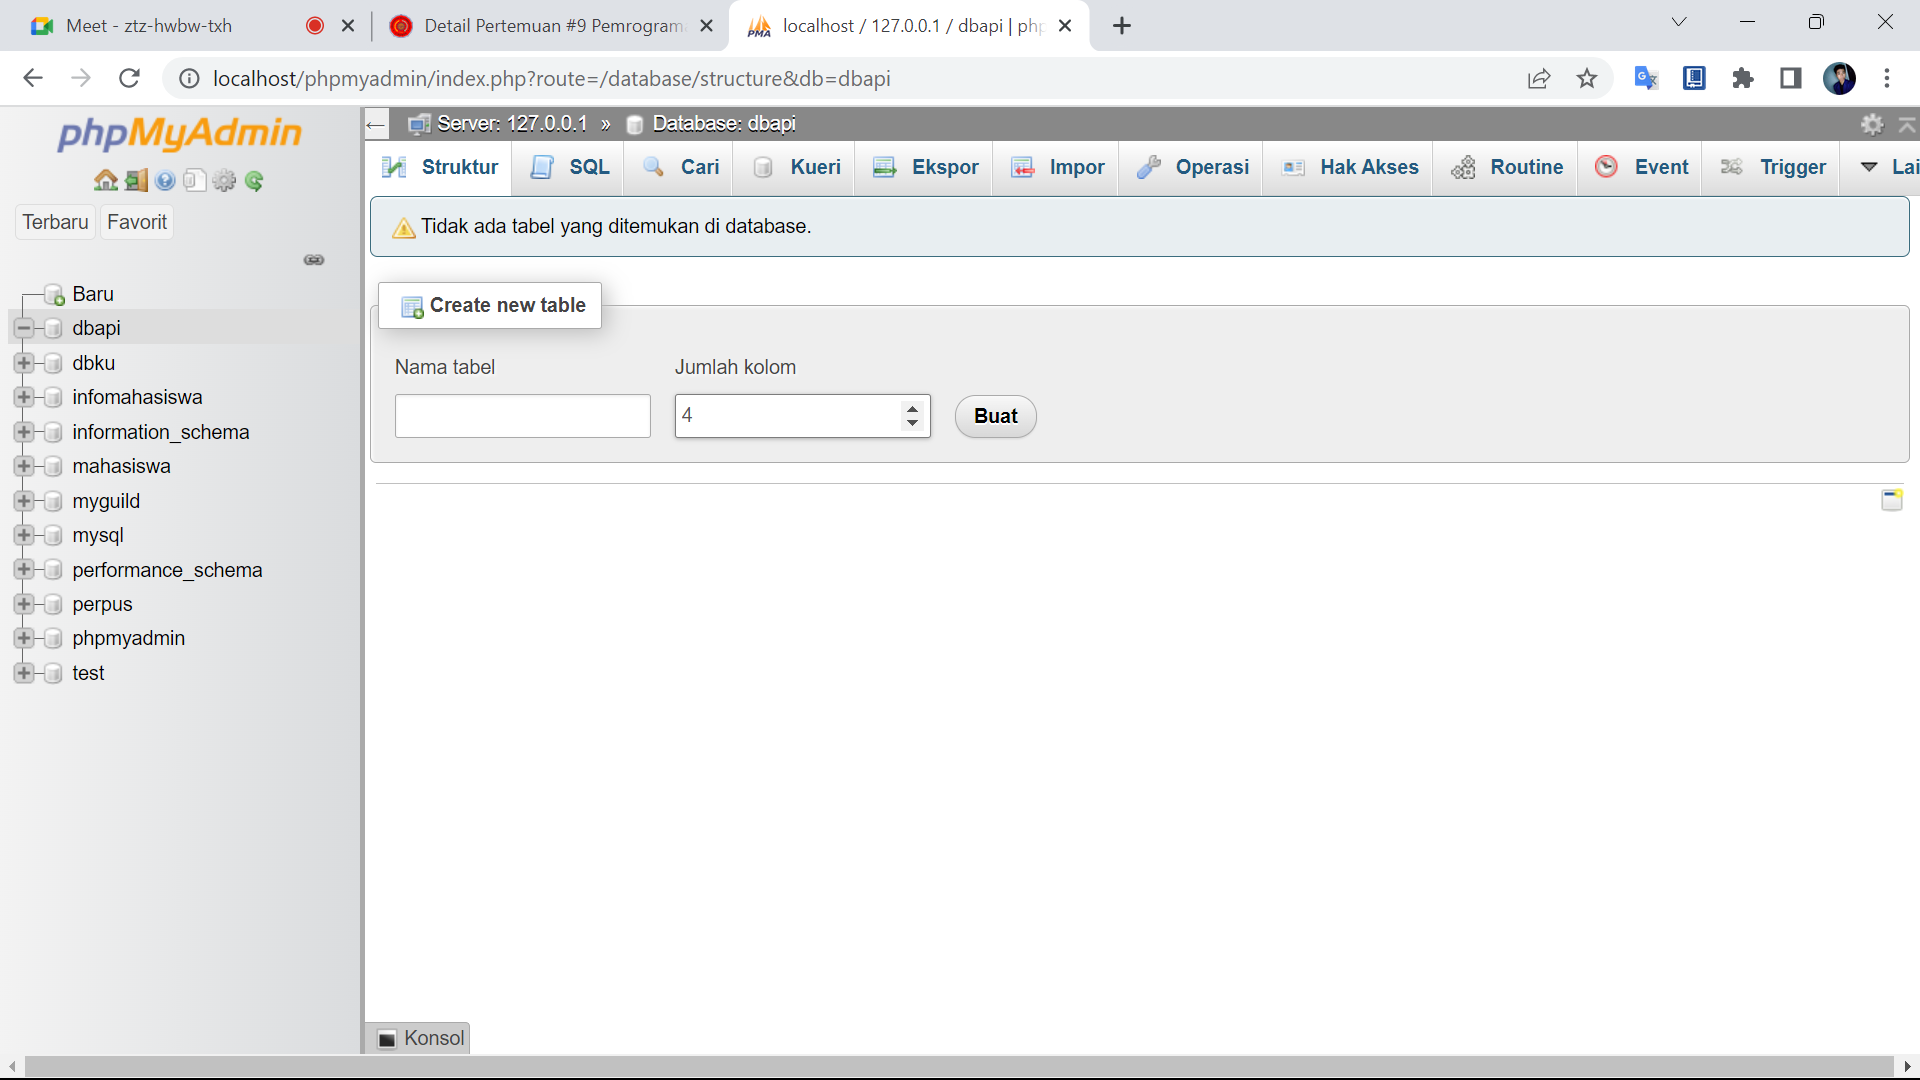 Meet - ztz-hwbw-txh
Detail Pertemuan #9 Pemrogram
localhost / 127.0.0.1 / dbapi | php
localhost/phpmyadmin/index.php?route=/database/structure&db=dbapi
phpMyAdmin
Terbaru
Favorit
Baru
dbapi
dbku
infomahasiswa
information_schema
mahasiswa
myguild
mysql
performance_schema
perpus
phpmyadmin
test
← Server: 127.0.0.1 » Database: dbapi
Struktur
SQL
Cari
Kueri
Ekspor
Impor
Operasi
Hak Akses
Routine
Event
Trigger
Lai
Tidak ada tabel yang ditemukan di database.
Create new table
Nama tabel
Jumlah kolom
4
Buat
Konsol